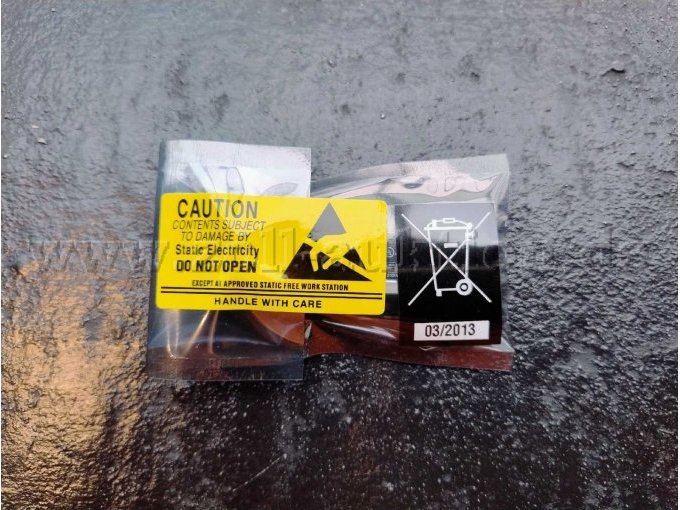 CAUTION
CONTENTS SUBJECT
TO DAMAGE BY
Static Electricity
DO NOT OPEN
EXCEPT AT APPROVED STATIC FREE WORK STATION
HANDLE WITH CARE
03/2013